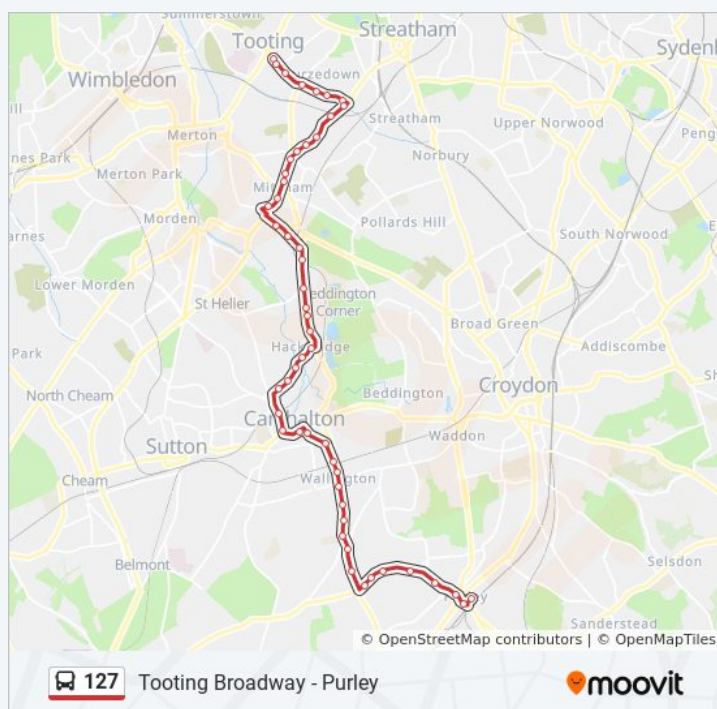 Summerstown
Streatham
Tooting
Furzedown
Sydenh
Wimbledon
Streatham
Upper Norwood
Peng
Merton
Norbury
nes Park
Merton Park
Mitcham
Pollards Hill
Morden
South Norwood
arnes
Lower Morden
St Helier
Beddington
Corner
Broad Green
Park
Hackbridge
Addiscombe
Sh
North Cheam
Beddington
Croydon
Carshalton
Sutton
Waddon
Cheam
Wallington
Belmont
Selsdon
Purley
Sanderstead
© OpenStreetMap contributors | © OpenMapTiles
127
Tooting Broadway - Purley
moovit